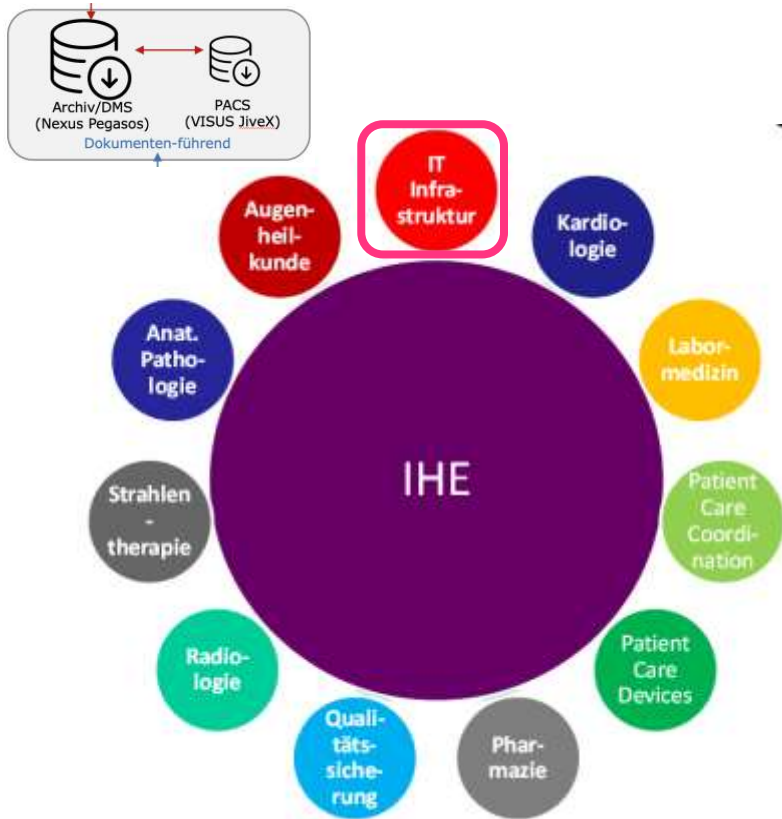 Archiv/DMS
(Nexus Pegasos)
PACS
(VISUS JiveX)
Dokumenten-führend
IT
Infra-
struktur
Kardio-
logie
Labor-
medizin
Patient
Care
Coordi-
nation
Patient
Care
Devices
Phar-
mazie
Quali-
täts-
siche-
rung
Radio-
logie
Strahlen
-
therapie
Anat.
Patho-
logie
Augen-
heil-
kunde
IHE